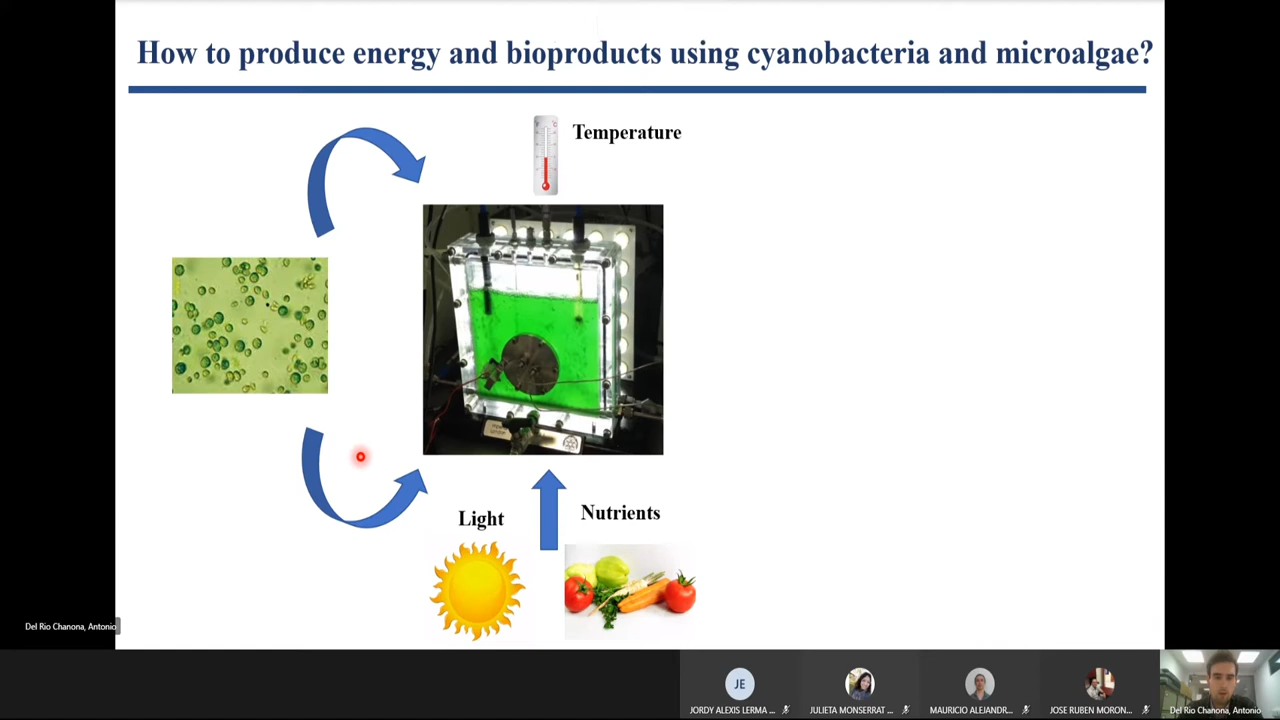 How to produce energy and bioproducts using cyanobacteria and microalgae?
Temperature
Light
Nutrients
Del Rio Chanona, Antonio
JE
JORDY ALEXIS LERMA ...
JULIETA MONSERRAT ...
MAURICIO ALEJANDR...
JOSE RUBEN MORON...
Del Rio Chanona, Antonio